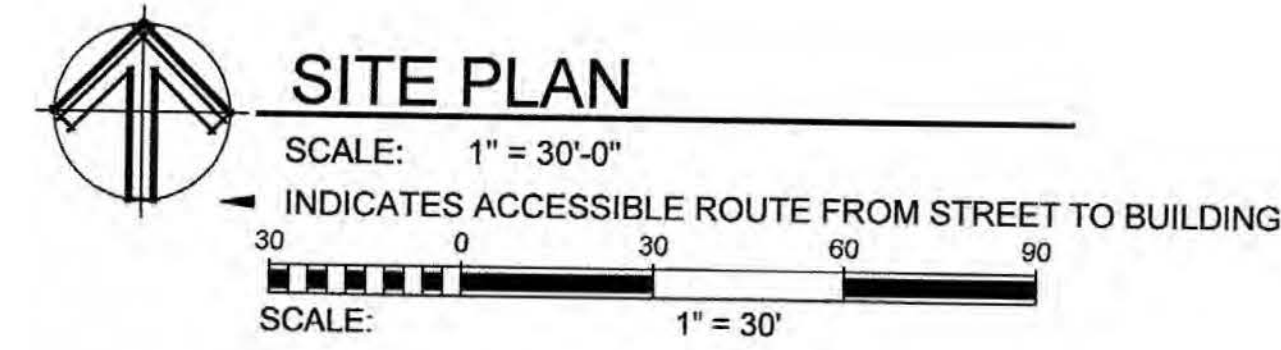 SITE PLAN
SCALE: 1" = 30'-0"
INDICATES ACCESSIBLE ROUTE FROM STREET TO BUILDING
30 0 30 60 90
SCALE: 1" = 30'